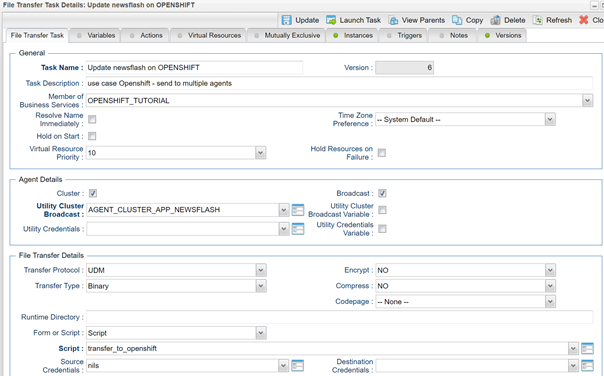 File Transfer Task Details: Update newsflash on OPENSHIFT
Update Launch Task View Parents Copy Delete Refresh Clo
File Transfer Task Variables Actions Virtual Resources Mutually Exclusive Instances Triggers Notes Versions
General
Task Name : Update newsflash on OPENSHIFT Version : 6
Task Description : use case Openshift - send to multiple agents
Member of
Business Services : OPENSHIFT_TUTORIAL
Resolve Name
Immediately :
Time Zone
Preference : -- System Default --
Hold on Start :
Virtual Resource
Priority : 10
Hold Resources on
Failure :
Agent Details
Cluster : Broadcast :
Utility Cluster
Broadcast : AGENT_CLUSTER_APP_NEWSFLASH
Utility Cluster
Broadcast Variable :
Utility Credentials :
Utility Credentials
Variable :
File Transfer Details
Transfer Protocol : UDM Encrypt : NO
Transfer Type : Binary Compress : NO
Codepage : -- None --
Runtime Directory :
Form or Script : Script
Script : transfer_to_openshift
Source
Credentials : nils
Destination
Credentials :